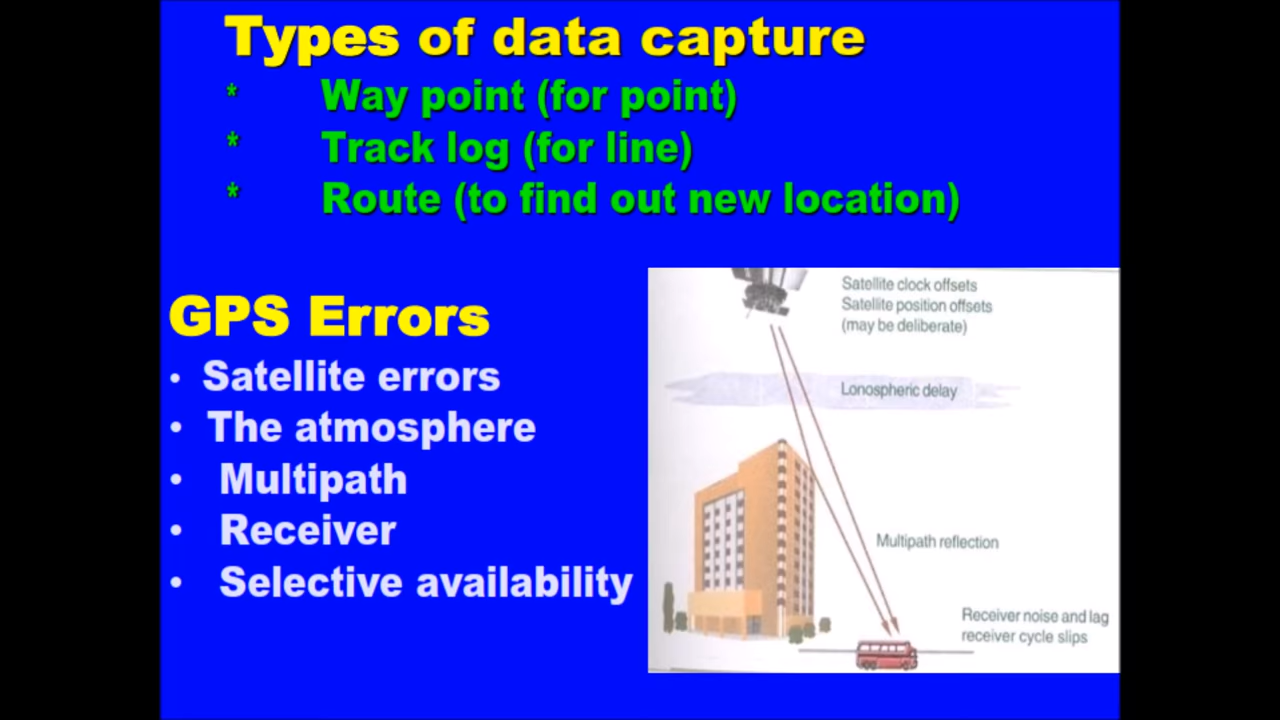 Types of data capture
* Way point (for point)
* Track log (for line)
* Route (to find out new location)
GPS Errors
• Satellite errors
• The atmosphere
• Multipath
• Receiver
• Selective availability
Satellite clock offsets
Satellite position offsets
(may be deliberate)
Lonospheric delay
Multipath reflection
Receiver noise and lag
receiver cycle slips